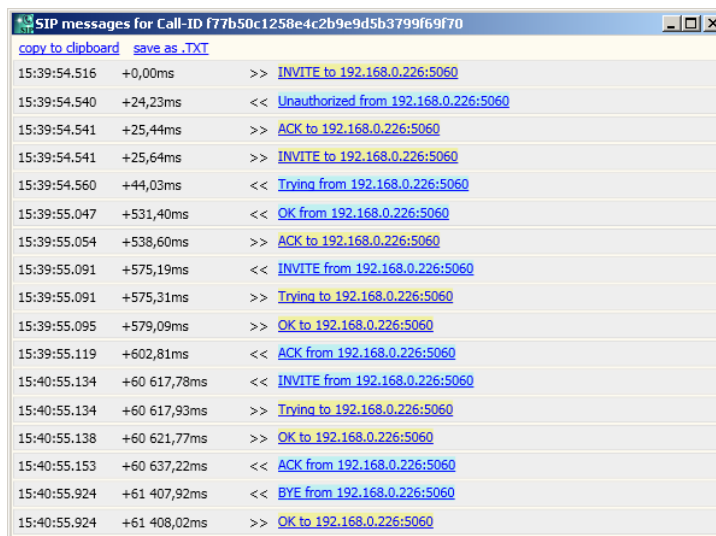 SIP messages for Call-ID f77b50c1258e4c2b9e9d5b3799f69f70
copy to clipboard save as .TXT
15:39:54.516 +0,00ms >> INVITE to 192.168.0.226:5060
15:39:54.540 +24,23ms << Unauthorized from 192.168.0.226:5060
15:39:54.541 +25,44ms >> ACK to 192.168.0.226:5060
15:39:54.541 +25,64ms >> INVITE to 192.168.0.226:5060
15:39:54.560 +44,03ms << Trying from 192.168.0.226:5060
15:39:55.047 +531,40ms << OK from 192.168.0.226:5060
15:39:55.054 +538,60ms >> ACK to 192.168.0.226:5060
15:39:55.091 +575,19ms << INVITE from 192.168.0.226:5060
15:39:55.091 +575,31ms >> Trying to 192.168.0.226:5060
15:39:55.095 +579,09ms >> OK to 192.168.0.226:5060
15:39:55.119 +602,81ms << ACK from 192.168.0.226:5060
15:40:55.134 +60 617,78ms << INVITE from 192.168.0.226:5060
15:40:55.134 +60 617,93ms >> Trying to 192.168.0.226:5060
15:40:55.138 +60 621,77ms >> OK to 192.168.0.226:5060
15:40:55.153 +60 637,22ms << ACK from 192.168.0.226:5060
15:40:55.924 +61 407,92ms << BYE from 192.168.0.226:5060
15:40:55.924 +61 408,02ms >> OK to 192.168.0.226:5060